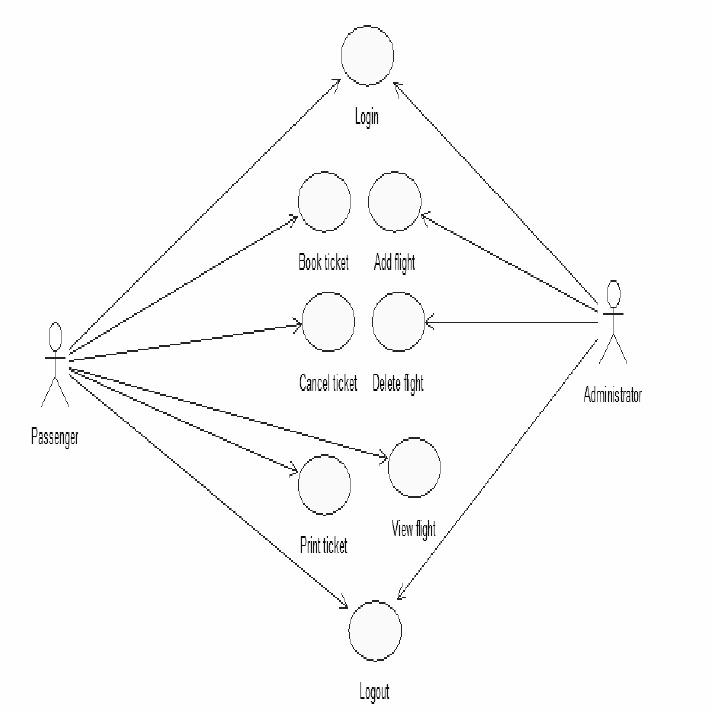 Login
Book ticket
Add flight
Cancel ticket
Delete flight
Administrator
Passenger
View flight
Print ticket
Logout